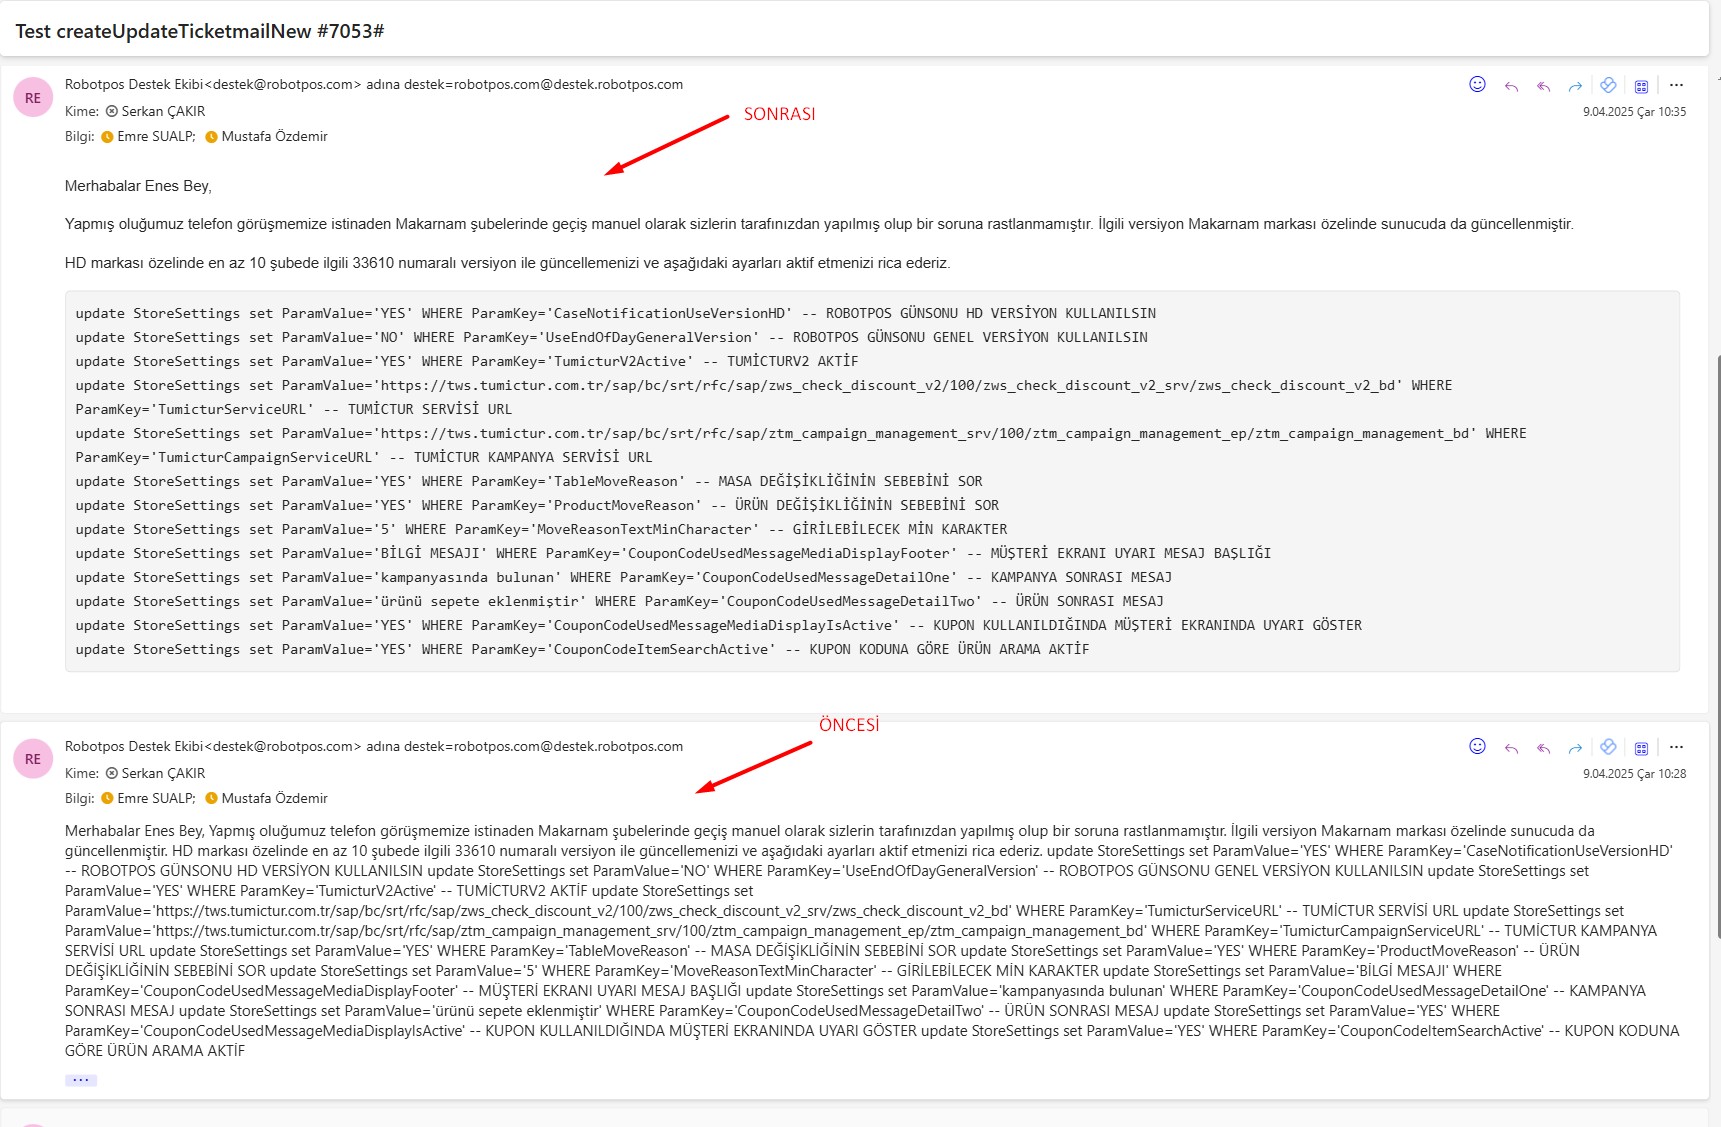 Test createUpdateTicketmailNew #7053#
RE
Robotpos Destek Ekibi<destek@robotpos.com> adına destek=robotpos.com@destek.robotpos.com
Kime: Serkan ÇAKIR
9.04.2025 Çar 10:35
Bilgi: Emre SUALP; Mustafa Özdemir
SONRASI
Merhabalar Enes Bey,
Yapmış oluğumuz telefon görüşmemize istinaden Makarnam şubelerinde geçiş manuel olarak sizlerin tarafınızdan yapılmış olup bir soruna rastlanmamıştır. İlgili versiyon Makarnam markası özelinde sunucuda da güncellenmiştir.
HD markası özelinde en az 10 şubede ilgili 33610 numaralı versiyon ile güncellemenizi ve aşağıdaki ayarları aktif etmenizi rica ederiz.
update StoreSettings set ParamValue='YES' WHERE ParamKey='CaseNotificationUseVersionHD' -- ROBOTPOS GÜNSONU HD VERSİYON KULLANILSIN
update StoreSettings set ParamValue='NO' WHERE ParamKey='UseEndOfDayGeneralVersion' -- ROBOTPOS GÜNSONU GENEL VERSİYON KULLANILSIN
update StoreSettings set ParamValue='YES' WHERE ParamKey='TumicturV2Active' -- TUMİCTURV2 AKTİF
update StoreSettings set ParamValue='https://tws.tumictur.com.tr/sap/bc/srt/rfc/sap/zws_check_discount_v2/100/zws_check_discount_v2_srv/zws_check_discount_v2_bd' WHERE
ParamKey='TumicturServiceURL' -- TUMİCTUR SERVİSİ URL
update StoreSettings set ParamValue='https://tws.tumictur.com.tr/sap/bc/srt/rfc/sap/ztm_campaign_management_srv/100/ztm_campaign_management_ep/ztm_campaign_management_bd' WHERE
ParamKey='TumicturCampaignServiceURL' -- TUMİCTUR KAMPANYA SERVİSİ URL
update StoreSettings set ParamValue='YES' WHERE ParamKey='TableMoveReason' -- MASA DEĞİŞİKLİĞİNİN SEBEBİNİ SOR
update StoreSettings set ParamValue='YES' WHERE ParamKey='ProductMoveReason' -- ÜRÜN DEĞİŞİKLİĞİNİN SEBEBİNİ SOR
update StoreSettings set ParamValue='5' WHERE ParamKey='MoveReasonTextMinCharacter' -- GİRİLEBİLECEK MİN KARAKTER
update StoreSettings set ParamValue='BİLGİ MESAJI' WHERE ParamKey='CouponCodeUsedMessageMediaDisplayFooter' -- MÜŞTERİ EKRANI UYARI MESAJ BAŞLIĞI
update StoreSettings set ParamValue='kampanyasında bulunan' WHERE ParamKey='CouponCodeUsedMessageDetailOne' -- KAMPANYA SONRASI MESAJ
update StoreSettings set ParamValue='ürünü sepete eklenmiştir' WHERE ParamKey='CouponCodeUsedMessageDetailTwo' -- ÜRÜN SONRASI MESAJ
update StoreSettings set ParamValue='YES' WHERE ParamKey='CouponCodeUsedMessageMediaDisplayIsActive' -- KUPON KULLANILDIĞINDA MÜŞTERİ EKRANINDA UYARI GÖSTER
update StoreSettings set ParamValue='YES' WHERE ParamKey='CouponCodeItemSearchActive' -- KUPON KODUNA GÖRE ÜRÜN ARAMA AKTİF
ÖNCESİ
RE
Robotpos Destek Ekibi<destek@robotpos.com> adına destek=robotpos.com@destek.robotpos.com
Kime: Serkan ÇAKIR
9.04.2025 Çar 10:28
Bilgi: Emre SUALP; Mustafa Özdemir
Merhabalar Enes Bey, Yapmış oluğumuz telefon görüşmemize istinaden Makarnam şubelerinde geçiş manuel olarak sizlerin tarafınızdan yapılmış olup bir soruna rastlanmamıştır. İlgili versiyon Makarnam markası özelinde sunucuda da
güncellenmiştir. HD markası özelinde en az 10 şubede ilgili 33610 numaralı versiyon ile güncellemenizi ve aşağıdaki ayarları aktif etmenizi rica ederiz. update StoreSettings set ParamValue='YES' WHERE ParamKey='CaseNotificationUseVersionHD'
-- ROBOTPOS GÜNSONU HD VERSİYON KULLANILSIN update StoreSettings set ParamValue='NO' WHERE ParamKey='UseEndOfDayGeneralVersion' -- ROBOTPOS GÜNSONU GENEL VERSİYON KULLANILSIN update StoreSettings set
ParamValue='YES' WHERE ParamKey='TumicturV2Active' -- TUMİCTURV2 AKTİF update StoreSettings set
ParamValue='https://tws.tumictur.com.tr/sap/bc/srt/rfc/sap/zws_check_discount_v2/100/zws_check_discount_v2_srv/zws_check_discount_v2_bd' WHERE ParamKey='TumicturServiceURL' -- TUMİCTUR SERVİSİ URL update StoreSettings set
ParamValue='https://tws.tumictur.com.tr/sap/bc/srt/rfc/sap/ztm_campaign_management_srv/100/ztm_campaign_management_ep/ztm_campaign_management_bd' WHERE ParamKey='TumicturCampaignServiceURL' -- TUMİCTUR KAMPANYA
SERVİSİ URL update StoreSettings set ParamValue='YES' WHERE ParamKey='TableMoveReason' -- MASA DEĞİŞİKLİĞİNİN SEBEBİNİ SOR update StoreSettings set ParamValue='YES' WHERE ParamKey='ProductMoveReason' -- ÜRÜN
DEĞİŞİKLİĞİNİN SEBEBİNİ SOR update StoreSettings set ParamValue='5' WHERE ParamKey='MoveReasonTextMinCharacter' -- GİRİLEBİLECEK MİN KARAKTER update StoreSettings set ParamValue='BİLGİ MESAJI' WHERE
ParamKey='CouponCodeUsedMessageMediaDisplayFooter' -- MÜŞTERİ EKRANI UYARI MESAJ BAŞLIĞI update StoreSettings set ParamValue='kampanyasında bulunan' WHERE ParamKey='CouponCodeUsedMessageDetailOne' -- KAMPANYA
SONRASI MESAJ update StoreSettings set ParamValue='ürünü sepete eklenmiştir' WHERE ParamKey='CouponCodeUsedMessageDetailTwo' -- ÜRÜN SONRASI MESAJ update StoreSettings set ParamValue='YES' WHERE
ParamKey='CouponCodeUsedMessageMediaDisplayIsActive' -- KUPON KULLANILDIĞINDA MÜŞTERİ EKRANINDA UYARI GÖSTER update StoreSettings set ParamValue='YES' WHERE ParamKey='CouponCodeItemSearchActive' -- KUPON KODUNA
GÖRE ÜRÜN ARAMA AKTİF